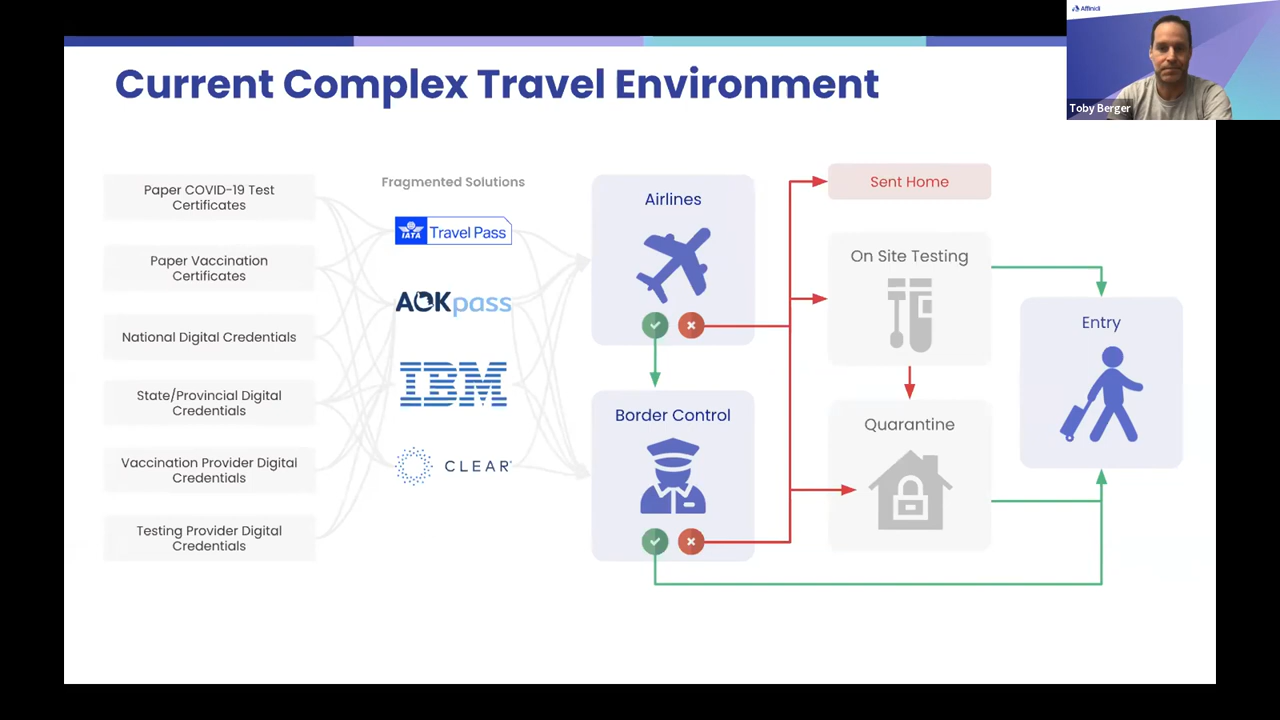 Affinidi
Toby Berger
Current Complex Travel Environment
Paper COVID-19 Test
Certificates
Paper Vaccination
Certificates
National Digital Credentials
State/Provincial Digital
Credentials
Vaccination Provider Digital
Credentials
Testing Provider Digital
Credentials
Fragmented Solutions
IATA Travel Pass
AOKpass
IBM
CLEAR
Airlines
Border Control
Sent Home
On Site Testing
Quarantine
Entry